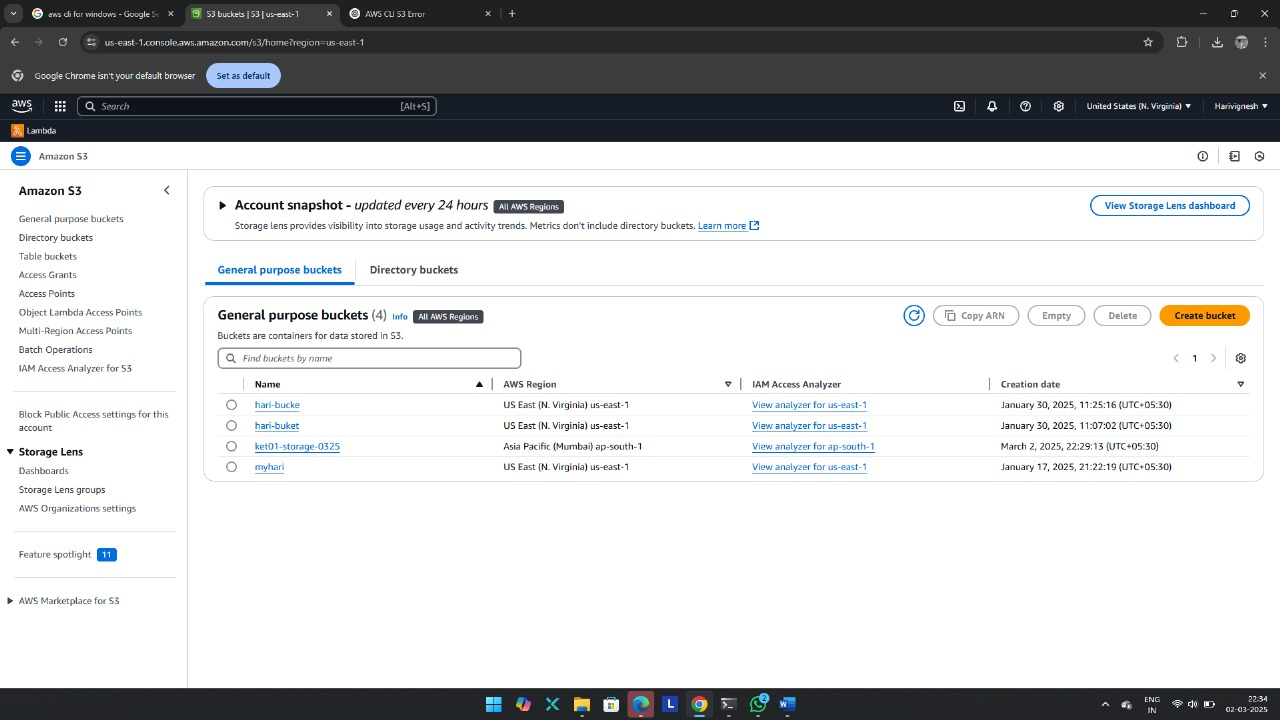 aws cli for windows - Google Se
S3 buckets | S3 | us-east-1
AWS CLI S3 Error
us-east-1.console.aws.amazon.com/s3/home?region=us-east-1
Google Chrome isn't your default browser
Set as default
aws
Search
[Alt+S]
United States (N. Virginia)
Harivignesh
Lambda
Amazon S3
Amazon S3
General purpose buckets
Directory buckets
Table buckets
Access Grants
Access Points
Object Lambda Access Points
Multi-Region Access Points
Batch Operations
IAM Access Analyzer for S3
Block Public Access settings for this
account
Storage Lens
Dashboards
Storage Lens groups
AWS Organizations settings
Feature spotlight 11
AWS Marketplace for S3
Account snapshot - updated every 24 hours All AWS Regions
View Storage Lens dashboard
Storage lens provides visibility into storage usage and activity trends. Metrics don't include directory buckets. Learn more
General purpose buckets
Directory buckets
General purpose buckets (4) Info All AWS Regions
Copy ARN
Empty
Delete
Create bucket
Buckets are containers for data stored in S3.
Find buckets by name
1
Name AWS Region IAM Access Analyzer Creation date
hari-bucke US East (N. Virginia) us-east-1 View analyzer for us-east-1 January 30, 2025, 11:25:16 (UTC+05:30)
hari-buket US East (N. Virginia) us-east-1 View analyzer for us-east-1 January 30, 2025, 11:07:02 (UTC+05:30)
ket01-storage-0325 Asia Pacific (Mumbai) ap-south-1 View analyzer for ap-south-1 March 2, 2025, 22:29:13 (UTC+05:30)
myhari US East (N. Virginia) us-east-1 View analyzer for us-east-1 January 17, 2025, 21:22:19 (UTC+05:30)
L
2
ENG
IN
22:34
02-03-2025